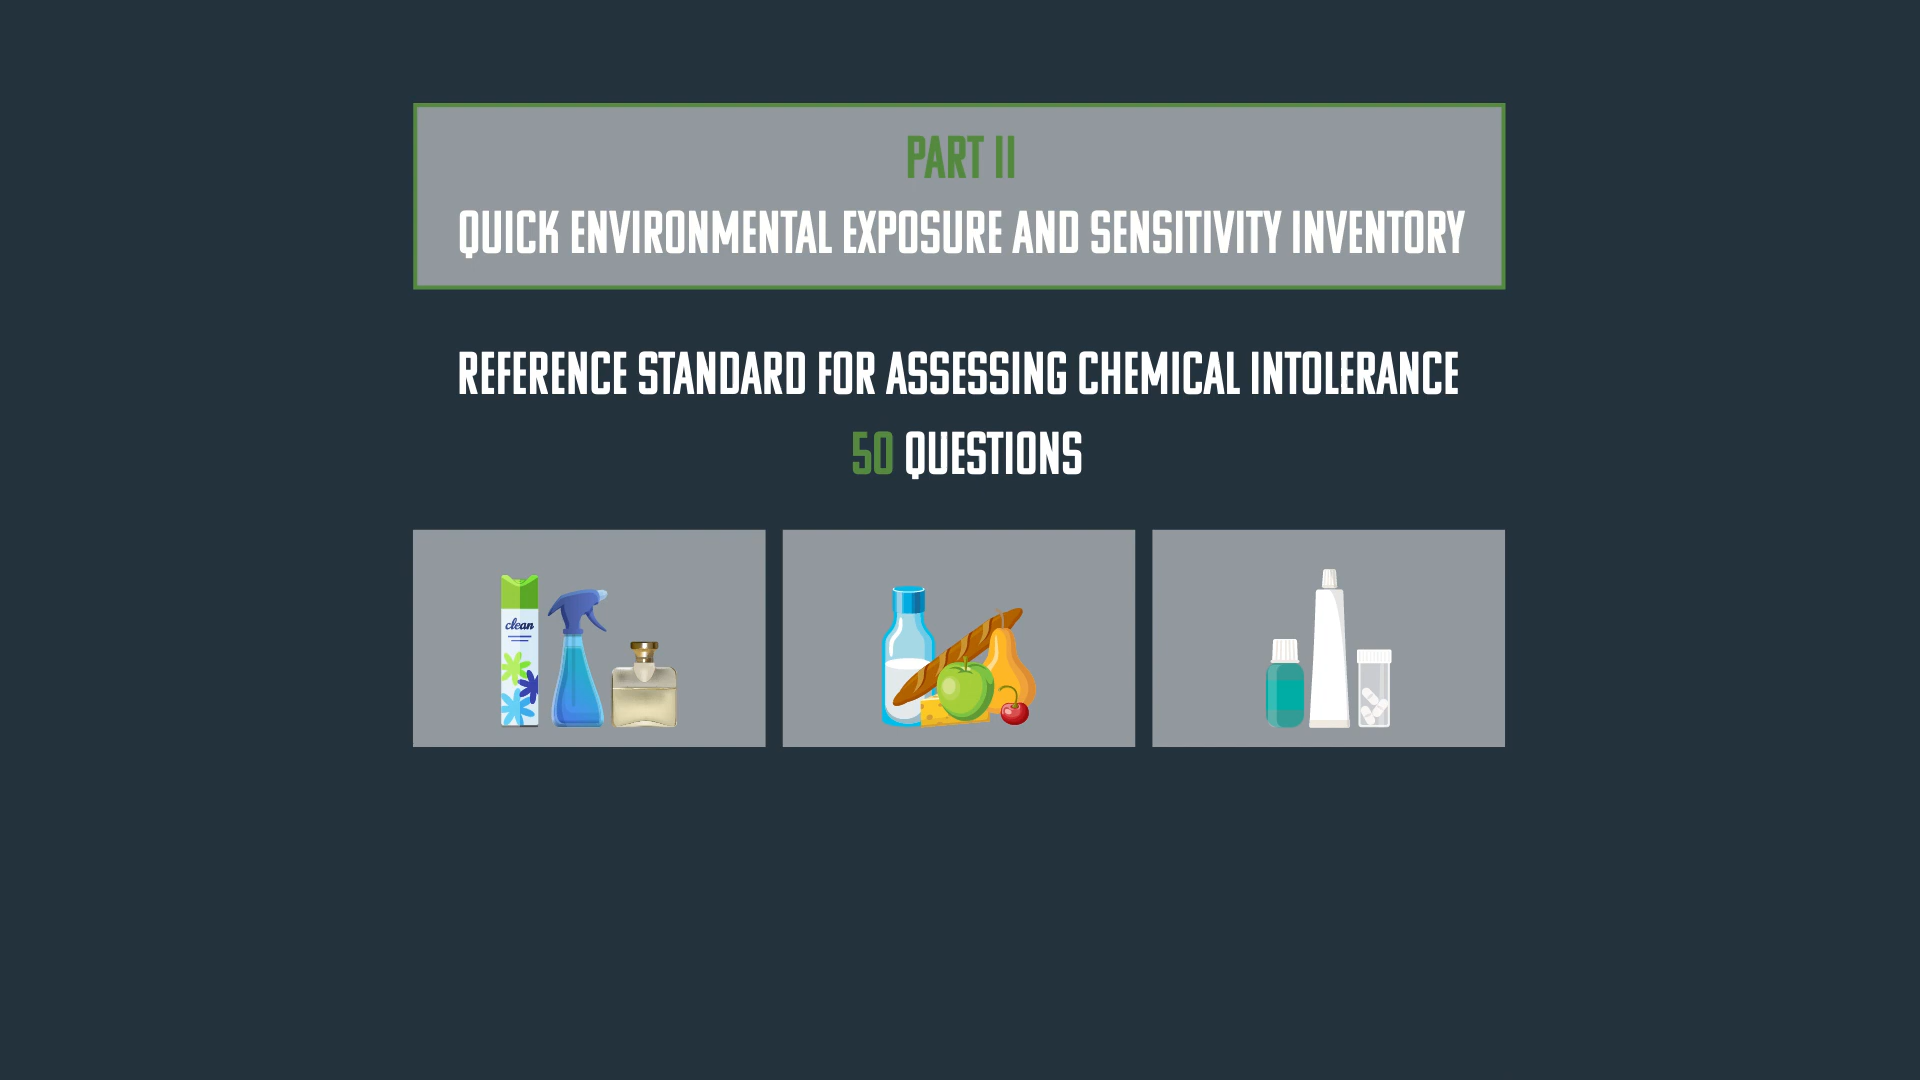 PART II
QUICK ENVIRONMENTAL EXPOSURE AND SENSITIVITY INVENTORY
REFERENCE STANDARD FOR ASSESSING CHEMICAL INTOLERANCE
50 QUESTIONS
clean